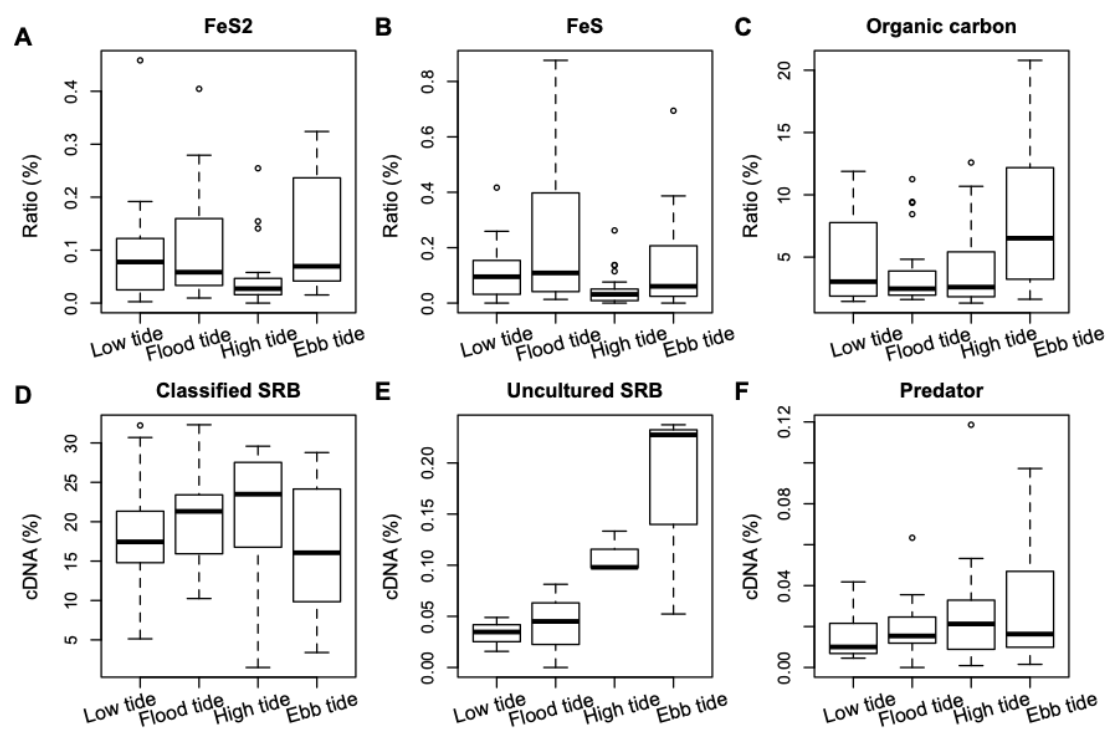 A FeS2
B FeS
C Organic carbon
Ratio (%)
0.0 0.1 0.2 0.3 0.4
Low tide Flood tide High tide Ebb tide
Ratio (%)
0.0 0.2 0.4 0.6 0.8
Low tide Flood tide High tide Ebb tide
Ratio (%)
5 10 15 20
Low tide Flood tide High tide Ebb tide
D Classified SRB
E Uncultured SRB
F Predator
cDNA (%)
5 10 15 20 25 30
Low tide Flood tide High tide Ebb tide
cDNA (%)
0.00 0.05 0.10 0.15 0.20
Low tide Flood tide High tide Ebb tide
cDNA (%)
0.00 0.04 0.08 0.12
Low tide Flood tide High tide Ebb tide